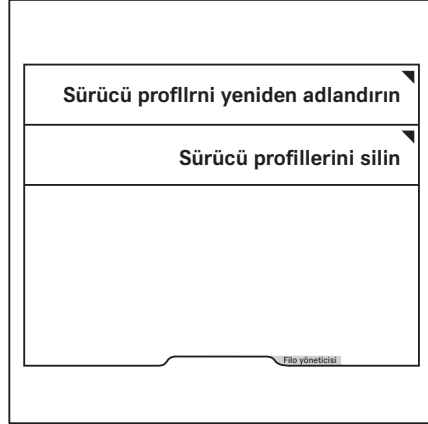 Sürücü profllrni yeniden adlandırın
Sürücü profillerini silin
Filo yöneticisi